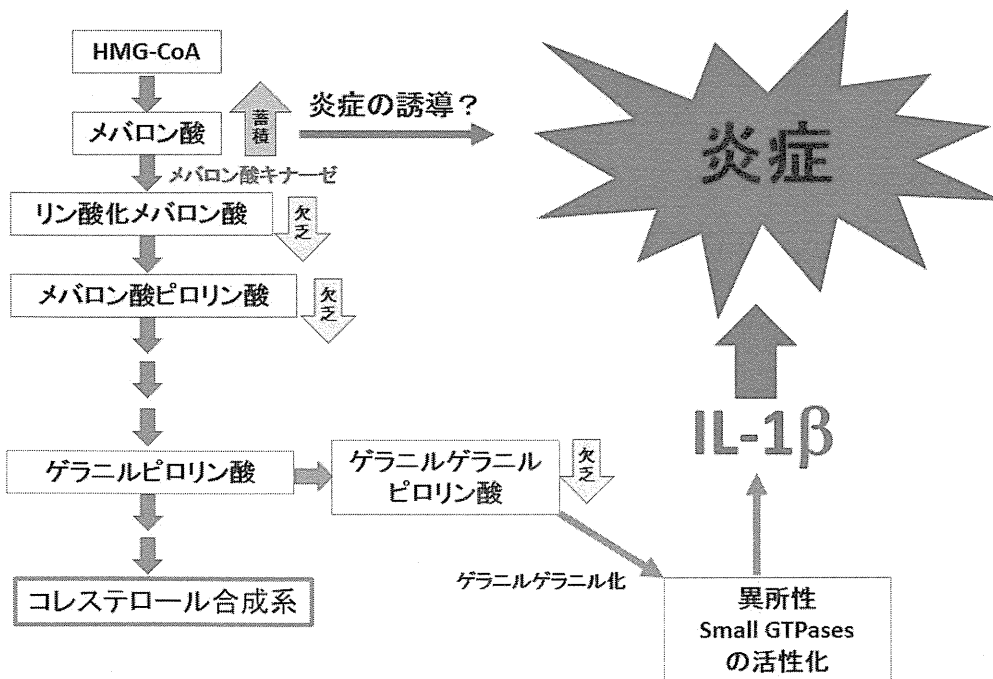 HMG-CoA
メバロン酸
蓄積
炎症の誘導？
炎症
メバロン酸キナーゼ
リン酸化メバロン酸
欠乏
メバロン酸ピロリン酸
欠乏
IL-1β
ゲラニルピロリン酸
ゲラニルゲラニル
ピロリン酸
欠乏
ゲラニルゲラニル化
コレステロール合成系
異所性
Small GTPases
の活性化